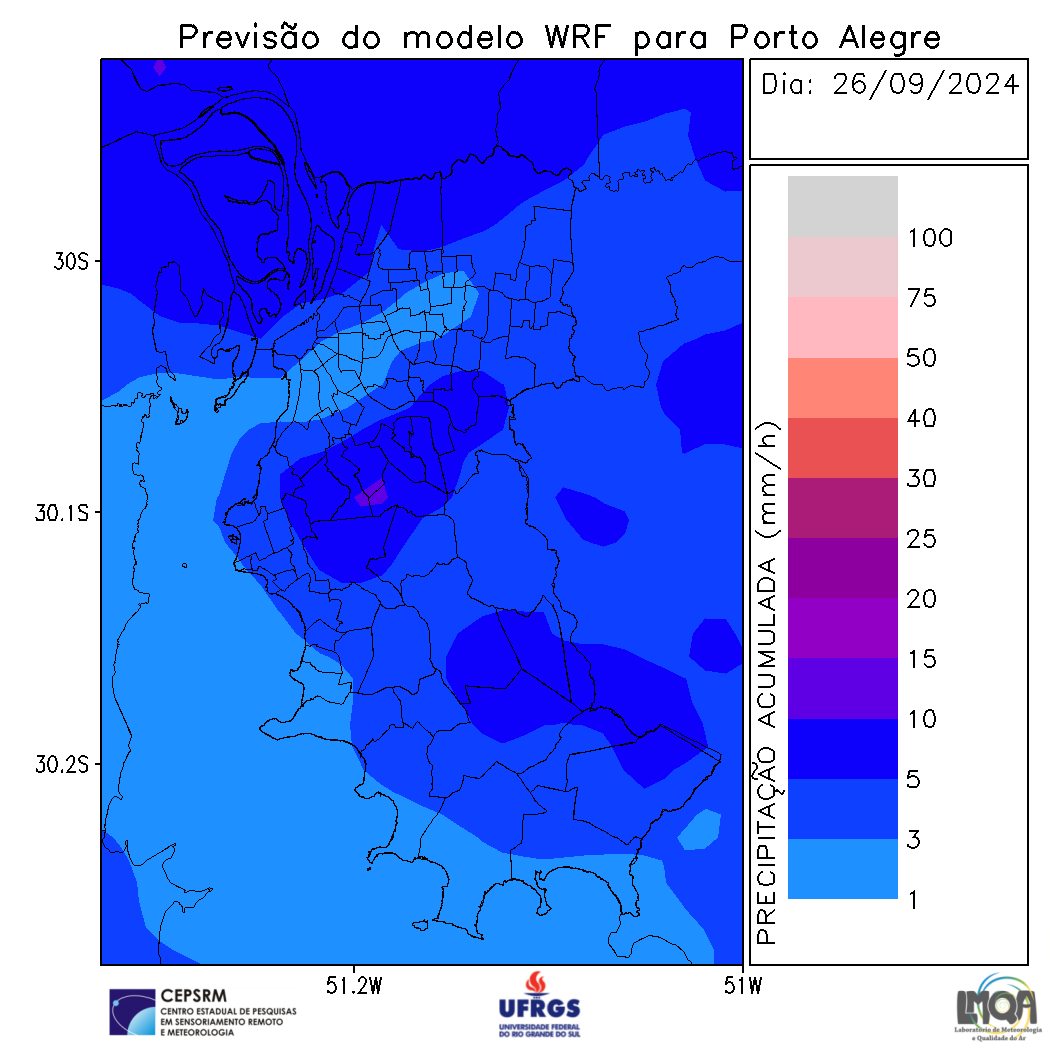 Previsão do modelo WRF para Porto Alegre
Dia: 26/09/2024
30S
30.1S
30.2S
51.2W
51W
PRECIPITAÇÃO ACUMULADA (mm/h)
100
75
50
40
30
25
20
15
10
5
3
1
CEPSRM
CENTRO ESTADUAL DE PESQUISAS
EM SENSORIAMENTO REMOTO
E METEOROLOGIA
UFRGS
UNIVERSIDADE FEDERAL
DO RIO GRANDE DO SUL
LMQA
Laboratório de Meteorologia
e Qualidade do Ar